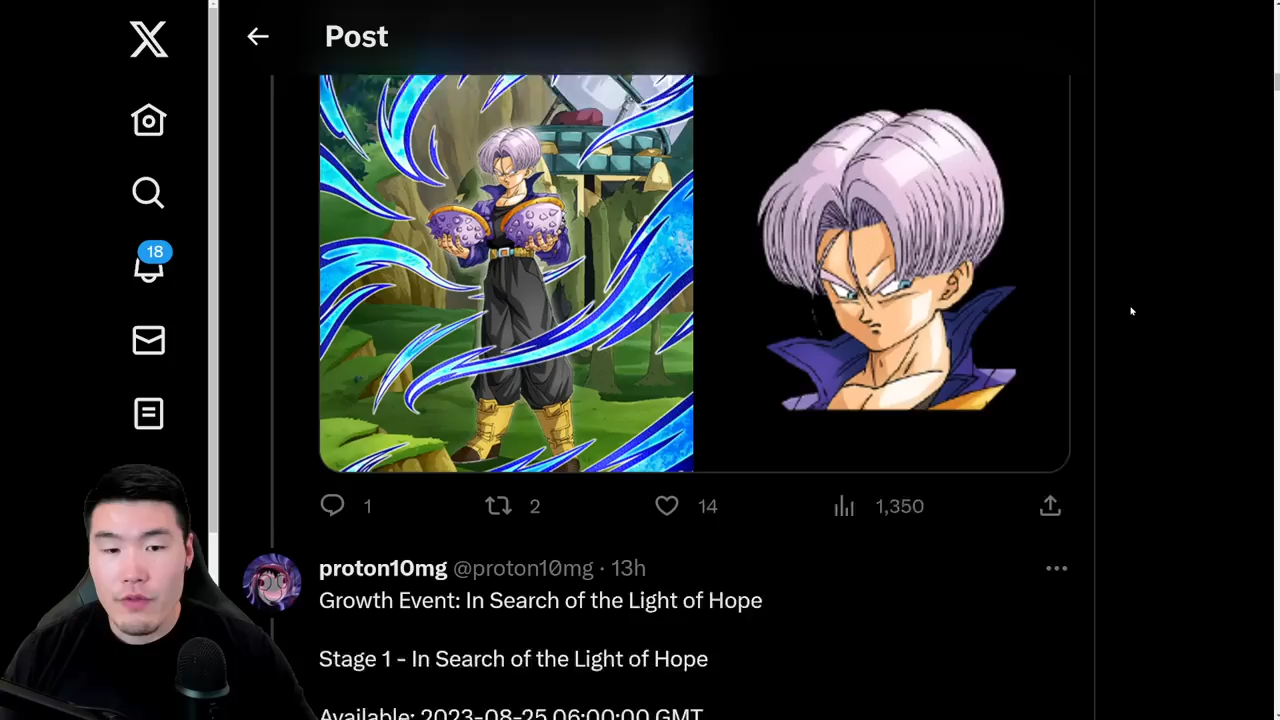 Post
18
1
2
14
1,350
proton10mg @proton10mg · 13h
Growth Event: In Search of the Light of Hope
Stage 1 - In Search of the Light of Hope
Available: 2023-08-25 06:00:00 GMT